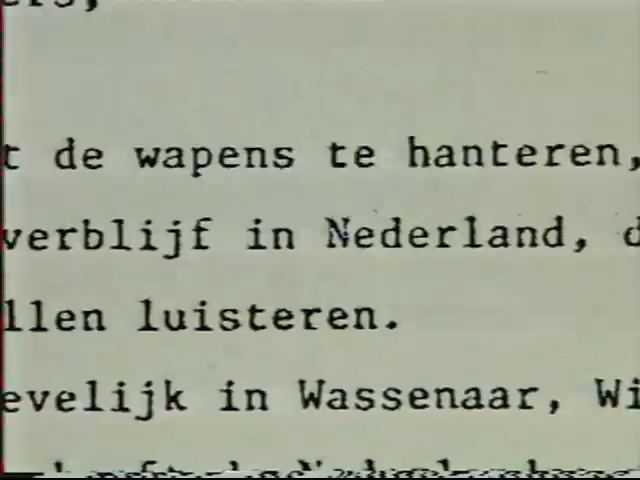 t de wapens te hanteren,
verblijf in Nederland, d
llen luisteren.
evelijk in Wassenaar, Wi